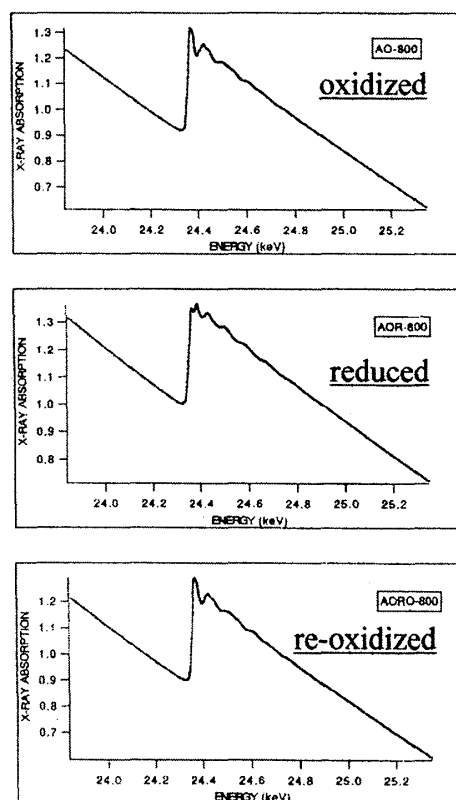 AO-800
oxidized
1.3
1.2
1.1
1.0
0.9
0.8
0.7
X-RAY ABSORPTION
24.0 24.2 24.4 24.6 24.8 25.0 25.2
ENERGY (keV)
AOR-800
reduced
1.3
1.2
1.1
1.0
0.9
0.8
X-RAY ABSORPTION
24.0 24.2 24.4 24.6 24.8 25.0 25.2
ENERGY (keV)
AORO-800
re-oxidized
1.2
1.1
1.0
0.9
0.8
0.7
X-RAY ABSORPTION
24.0 24.2 24.4 24.6 24.8 25.0 25.2
ENERGY (keV)